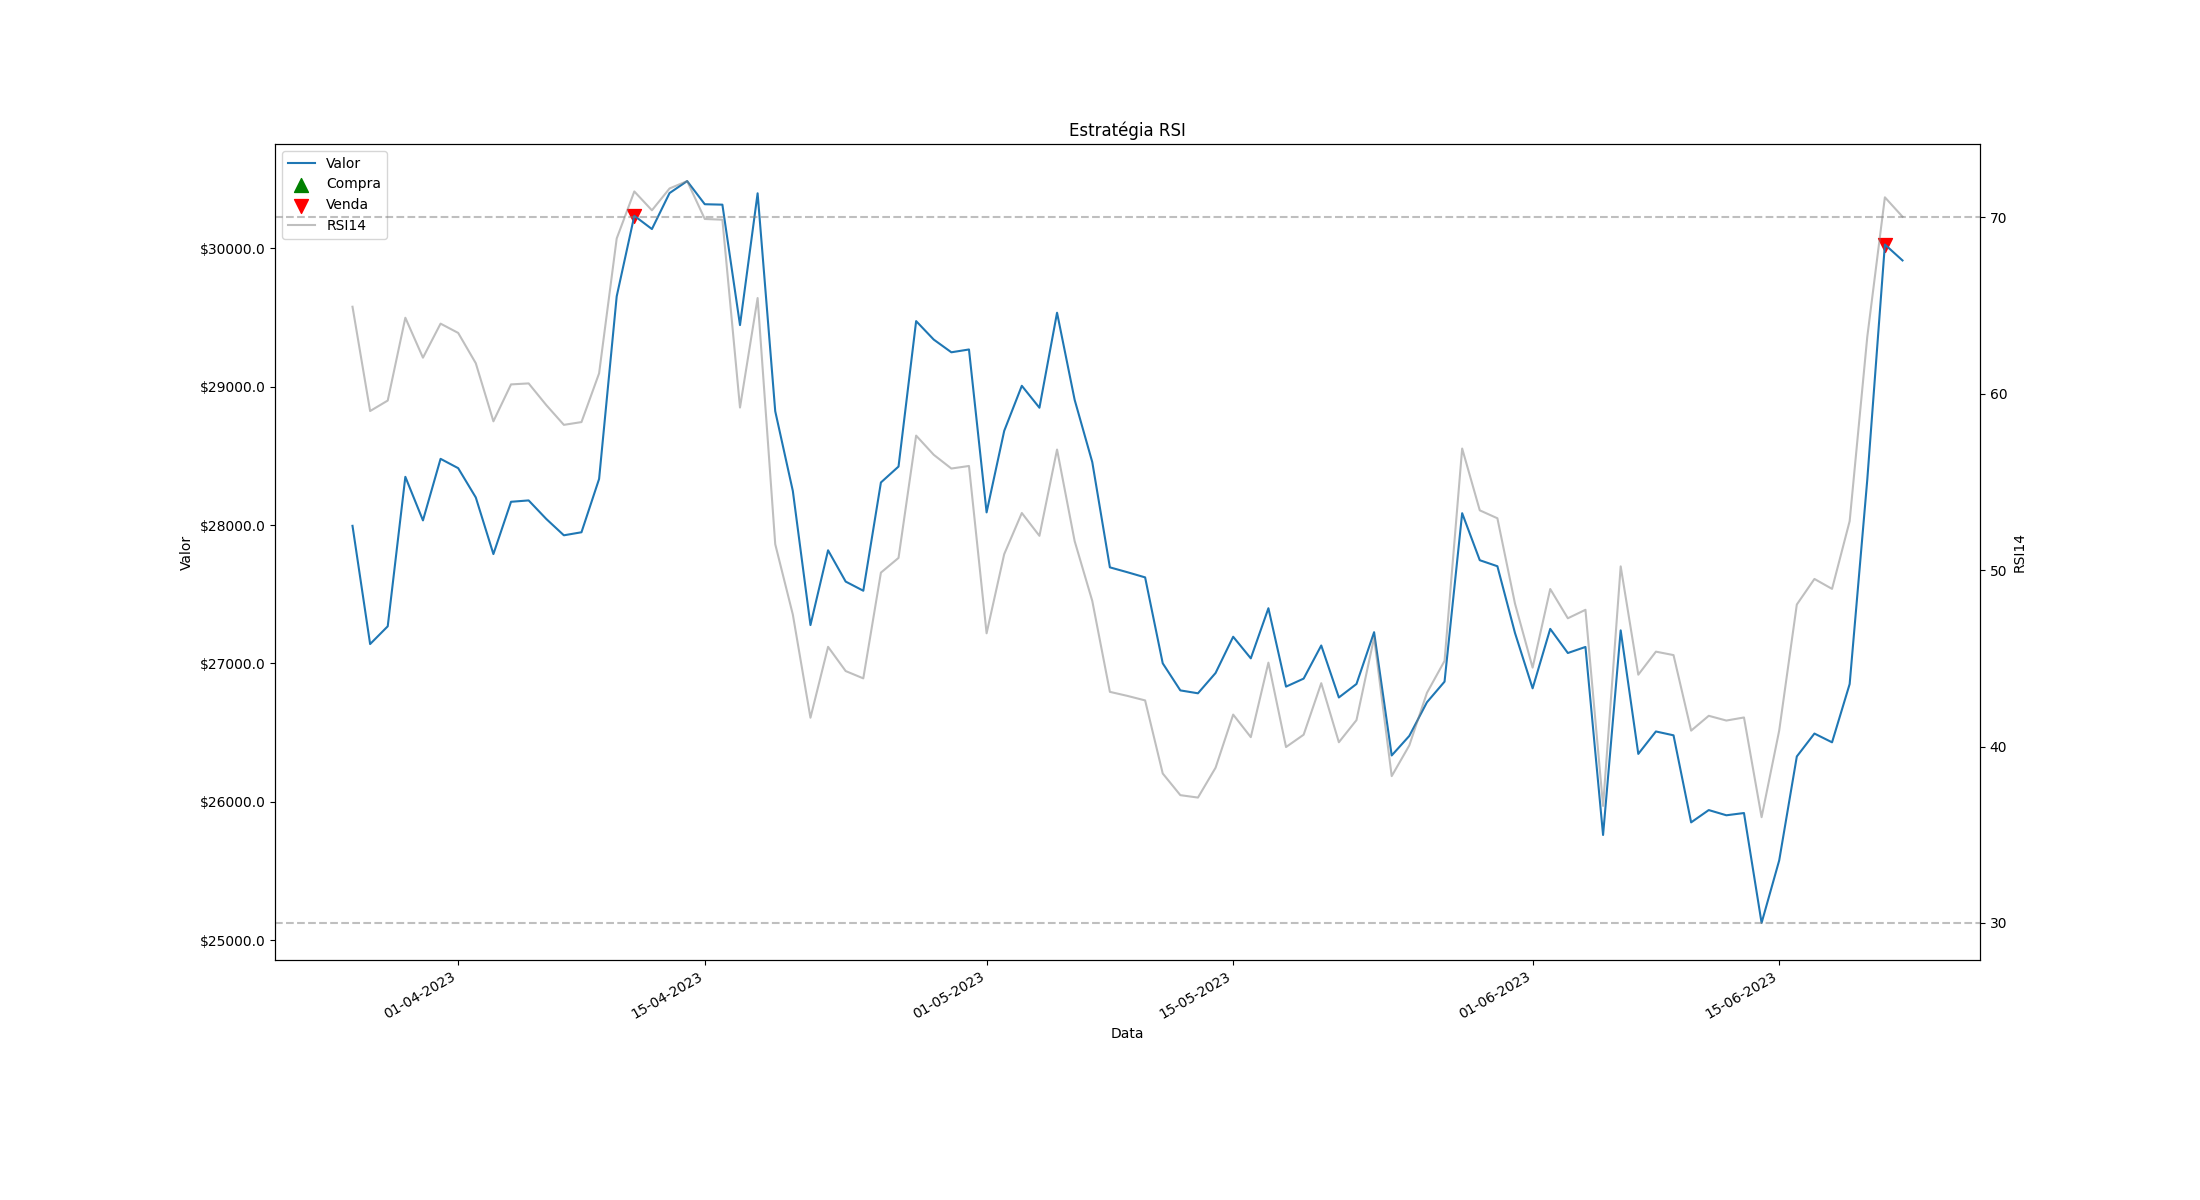 Estratégia RSI
Valor
Compra
Venda
RSI14
$30000.0
$29000.0
$28000.0
$27000.0
$26000.0
$25000.0
Valor
70
60
50
40
30
RSI14
01-04-2023
15-04-2023
01-05-2023
15-05-2023
01-06-2023
15-06-2023
Data